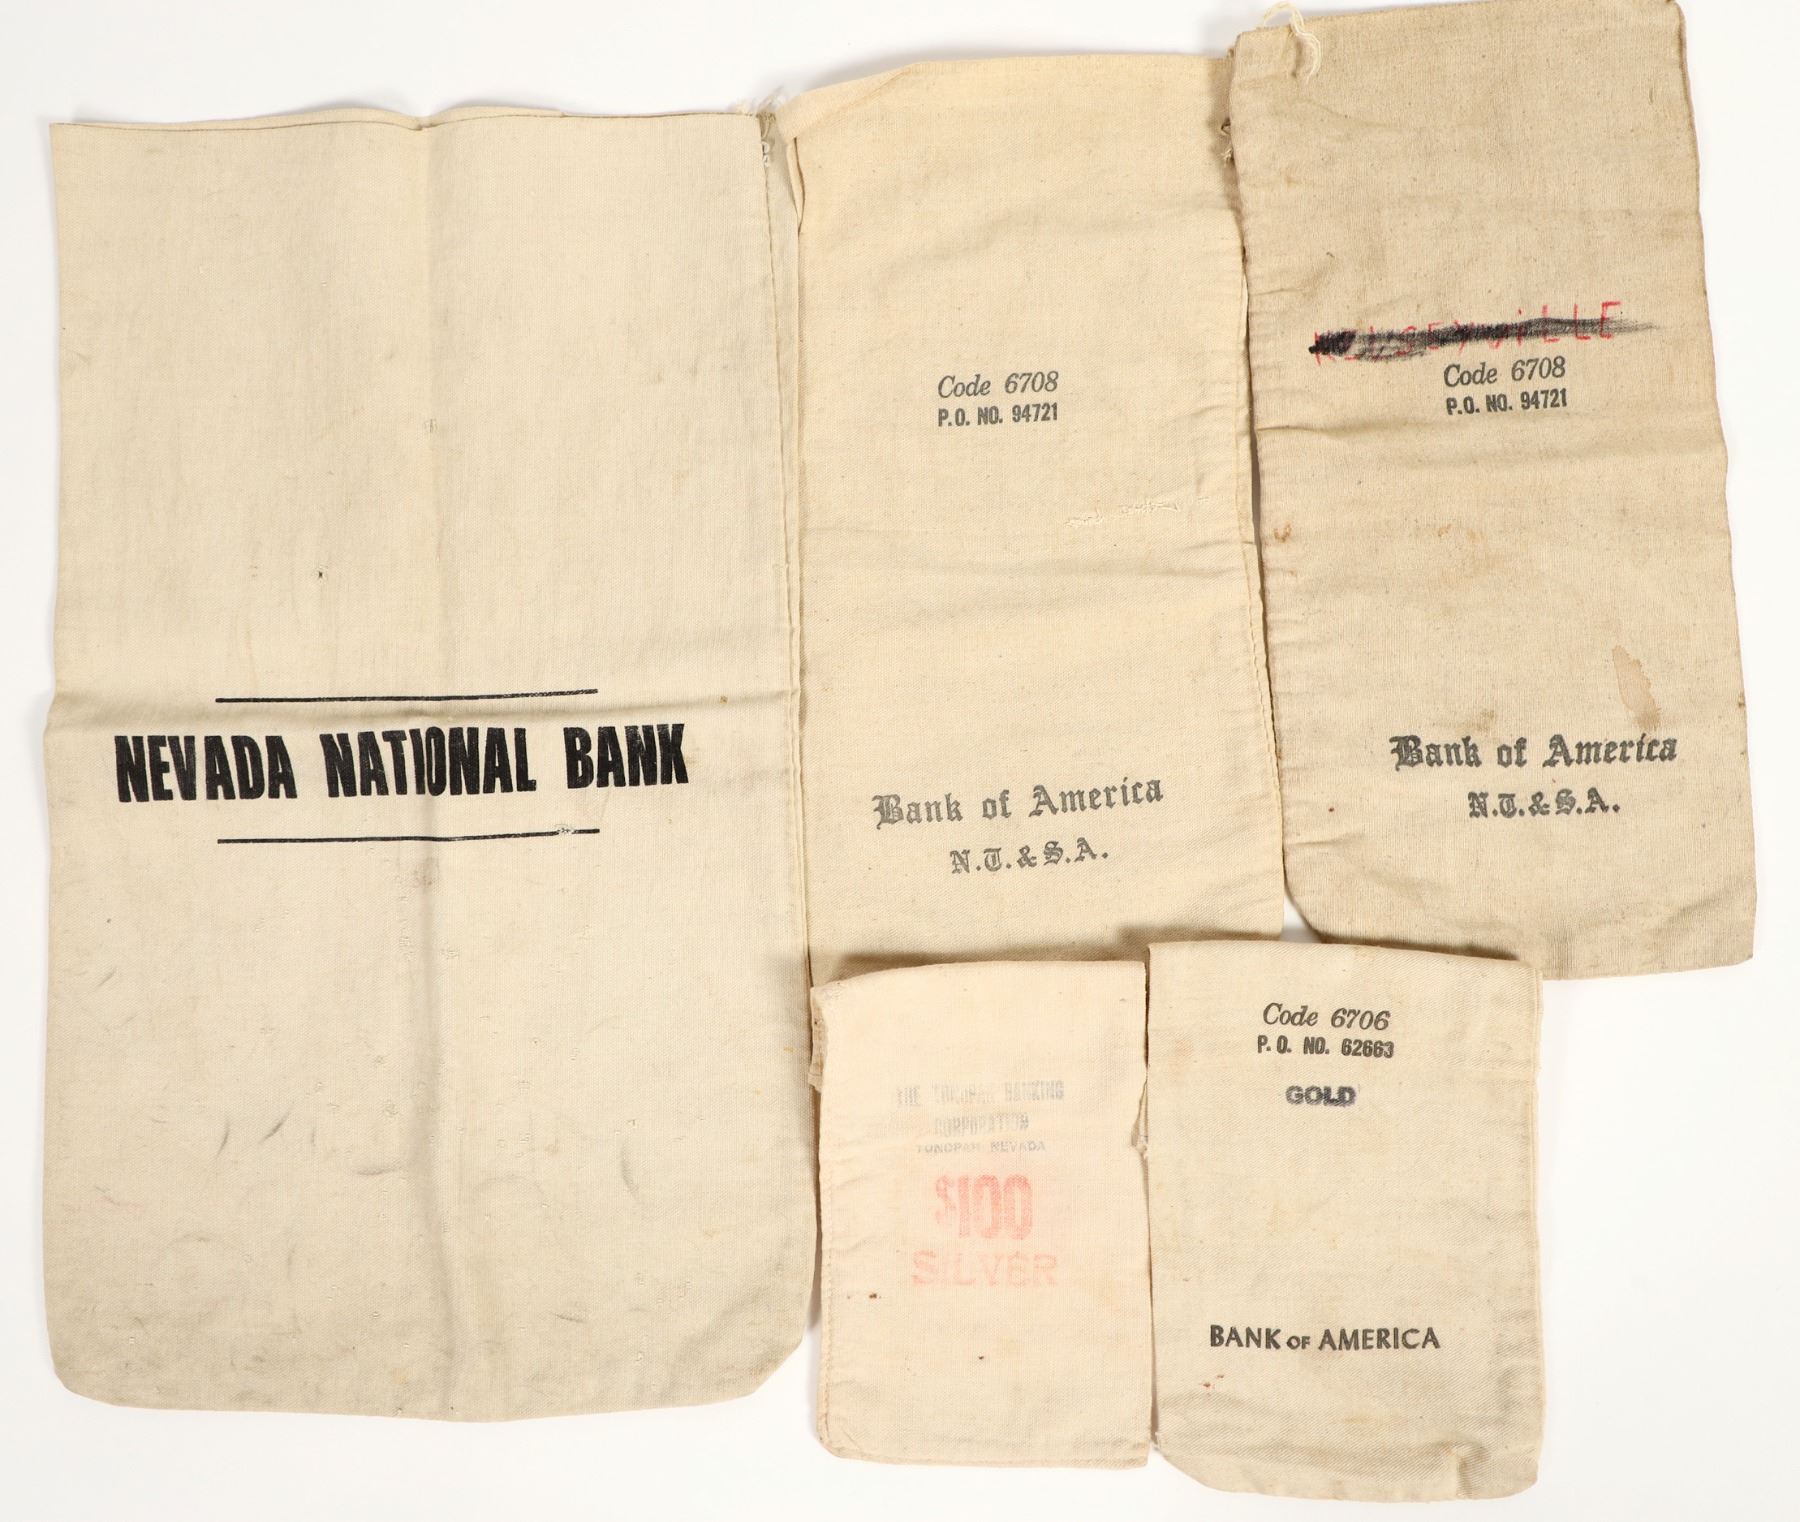 NEVADA NATIONAL BANK
Code 6708
P.O. NO. 94721
Bank of America
N.T.&S.A.
KELSEYVILLE
Code 6708
P.O. NO. 94721
Bank of America
N.T.&S.A.
THE TONOPAH BANKING
CORPORATION
TONOPAH NEVADA
$100
SILVER
Code 6706
P.O. NO. 62663
GOLD
BANK OF AMERICA